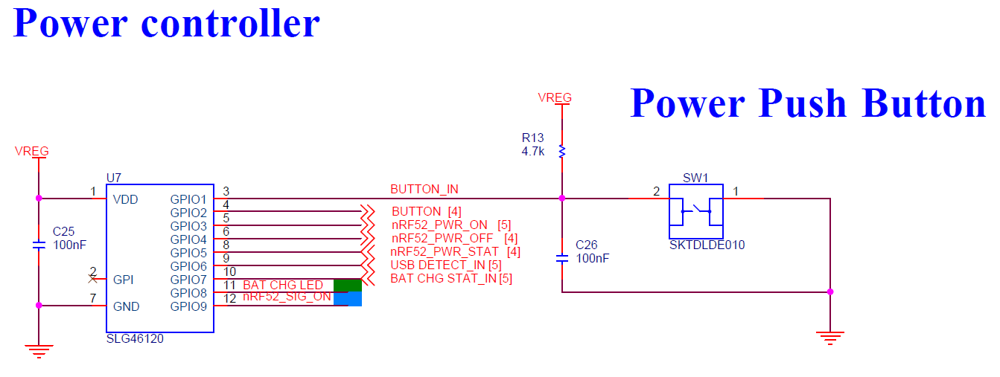 Power controller
Power Push Button
VREG
R13
4.7k
VREG
U7
SW1
1
VDD
GPIO1
3
BUTTON_IN
2
1
GPIO2
4
BUTTON [4]
GPIO3
5
nRF52_PWR_ON [5]
C25
100nF
GPIO4
6
nRF52_PWR_OFF [4]
SKTDLDE010
GPIO5
8
nRF52_PWR_STAT [4]
C26
100nF
GPIO6
9
USB DETECT_IN [5]
2
GPI
GPIO7
10
BAT CHG STAT_IN [5]
GPIO8
11
BAT CHG LED
7
GND
GPIO9
12
nRF52_SIG_ON
SLG46120